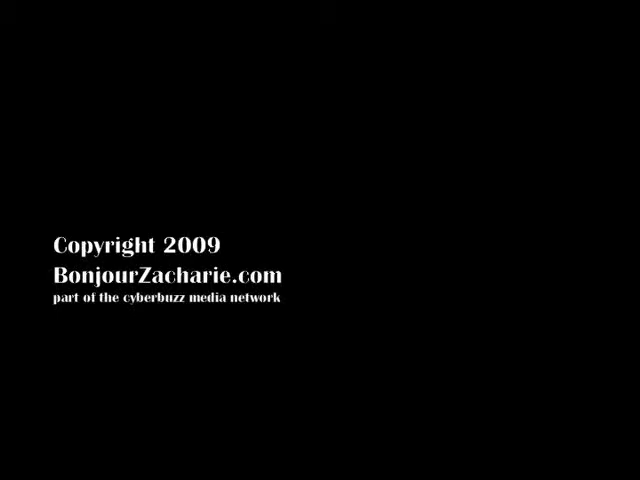 Copyright 2009
BonjourZacharie.com
part of the cyberbuzz media network